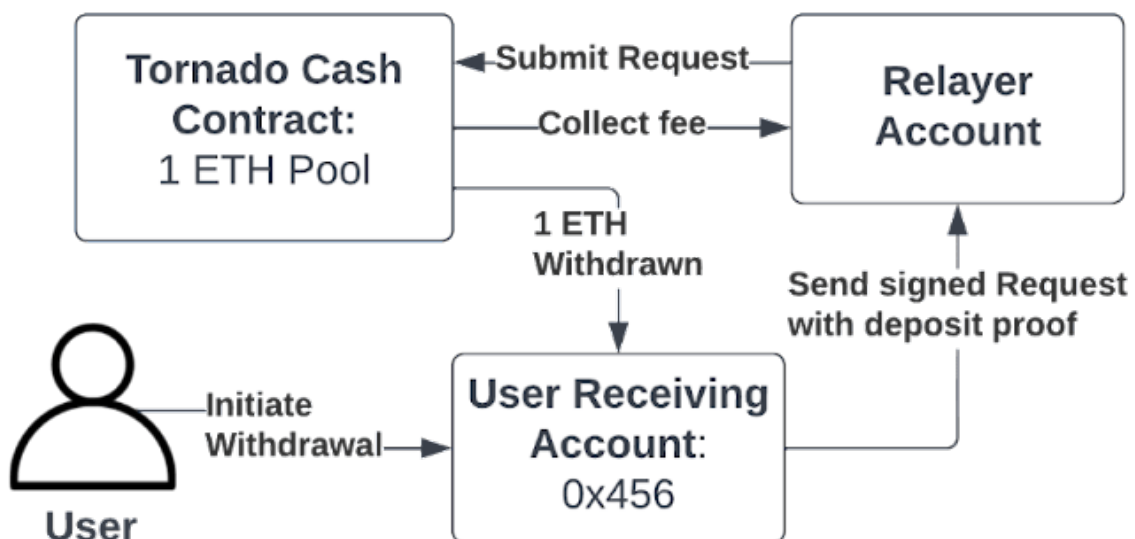 Tornado Cash
Contract:
1 ETH Pool
Submit Request
Collect fee
Relayer
Account
1 ETH
Withdrawn
Send signed Request
with deposit proof
Initiate
Withdrawal
User Receiving
Account:
0x456
User